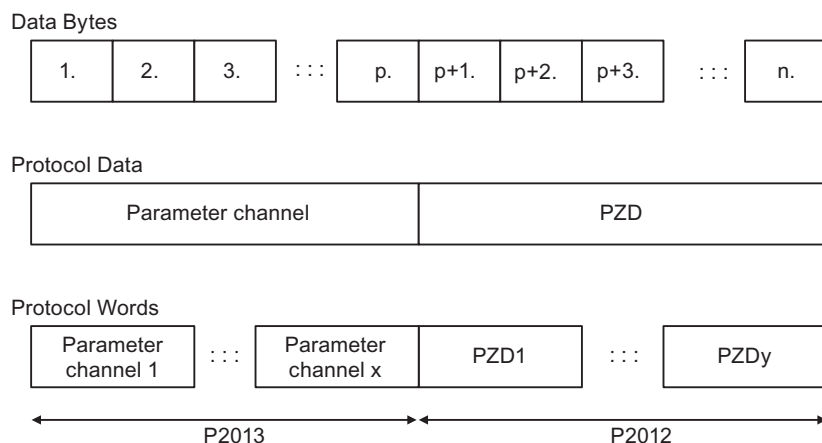 Data Bytes
1. 2. 3. : : : p. p+1. p+2. p+3. : : : n.
Protocol Data
Parameter channel PZD
Protocol Words
Parameter channel 1 : : : Parameter channel x PZD1 : : : PZDy
P2013 P2012